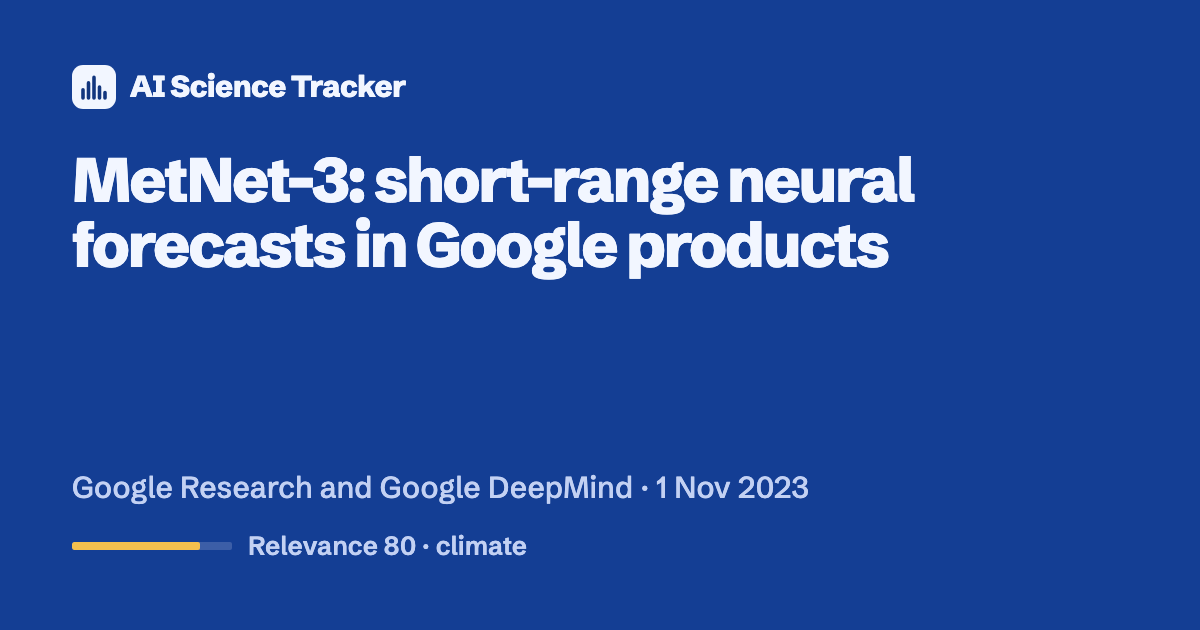 AI Science Tracker
MetNet-3: short-range neural
forecasts in Google products
Google Research and Google DeepMind · 1 Nov 2023
Relevance 80 · climate